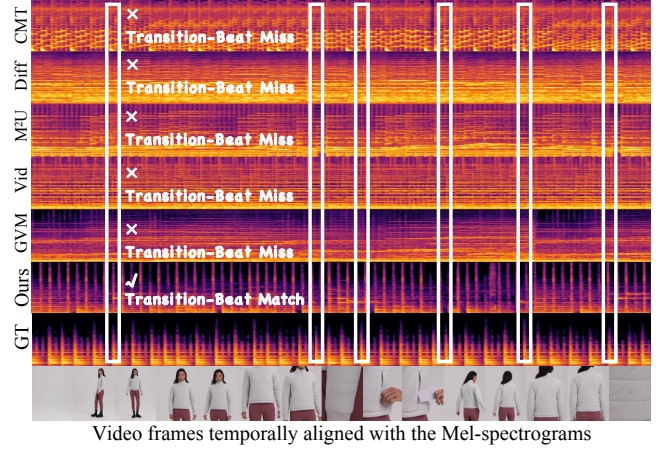 CMT
× Transition-Beat Miss
Diff
× Transition-Beat Miss
M²U
× Transition-Beat Miss
Vid
× Transition-Beat Miss
GVM
× Transition-Beat Miss
Ours
✓ Transition-Beat Match
GT
Video frames temporally aligned with the Mel-spectrograms